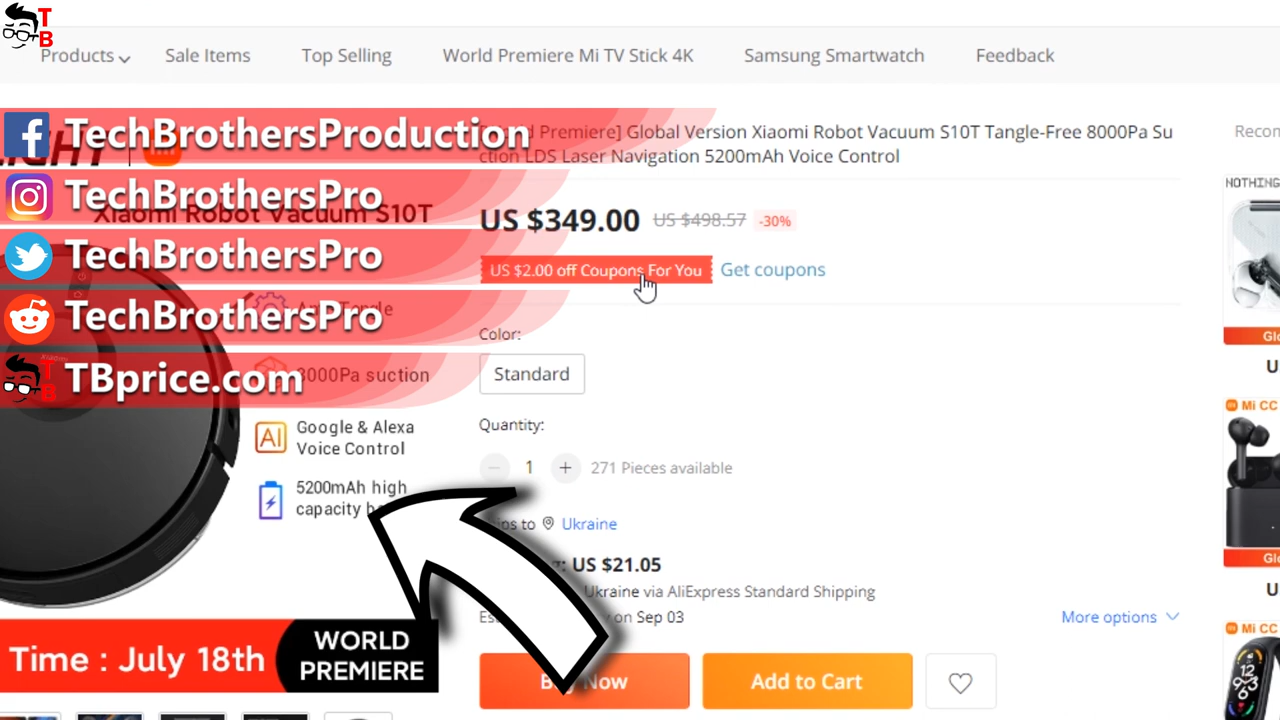 TB
Products
Sale Items
Top Selling
World Premiere Mi TV Stick 4K
Samsung Smartwatch
Feedback
TechBrothersProduction
TechBrothersPro
TechBrothersPro
TechBrothersPro
TB
TBprice.com
Xiaomi Robot Vacuum S10T
suction
Google & Alexa
Voice Control
5200mAh high
capacity
Time : July 18th
WORLD
PREMIERE
Premiere] Global Version Xiaomi Robot Vacuum S10T Tangle-Free 8000Pa Su
ction LDS Laser Navigation 5200mAh Voice Control
US $349.00 US $498.57 -30%
US $2.00 off Coupons For You Get coupons
Color:
Standard
Quantity:
1 271 Pieces available
to Ukraine
US $21.05
Ukraine via AliExpress Standard Shipping
on Sep 03
More options
Buy Now
Add to Cart
NOTHING
Mi CC
Mi CC